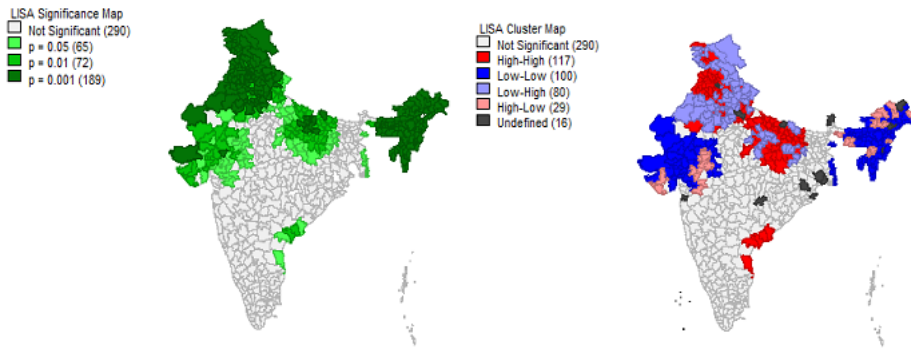 LISA Significance Map
Not Significant (290)
p = 0.05 (65)
p = 0.01 (72)
p = 0.001 (189)
LISA Cluster Map
Not Significant (290)
High-High (117)
Low-Low (100)
Low-High (80)
High-Low (29)
Undefined (16)